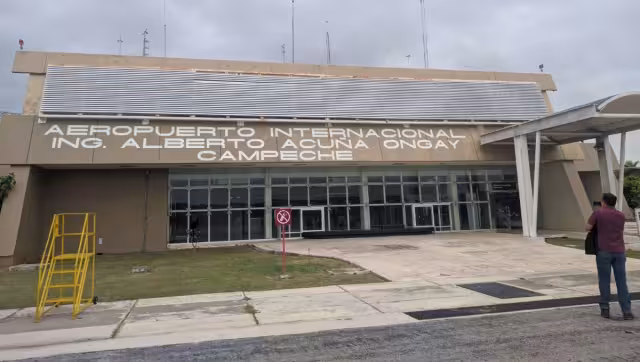 AEROPUERTO INTERNACIONAL
ING. ALBERTO ACUÑA ONGAY
CAMPECHE